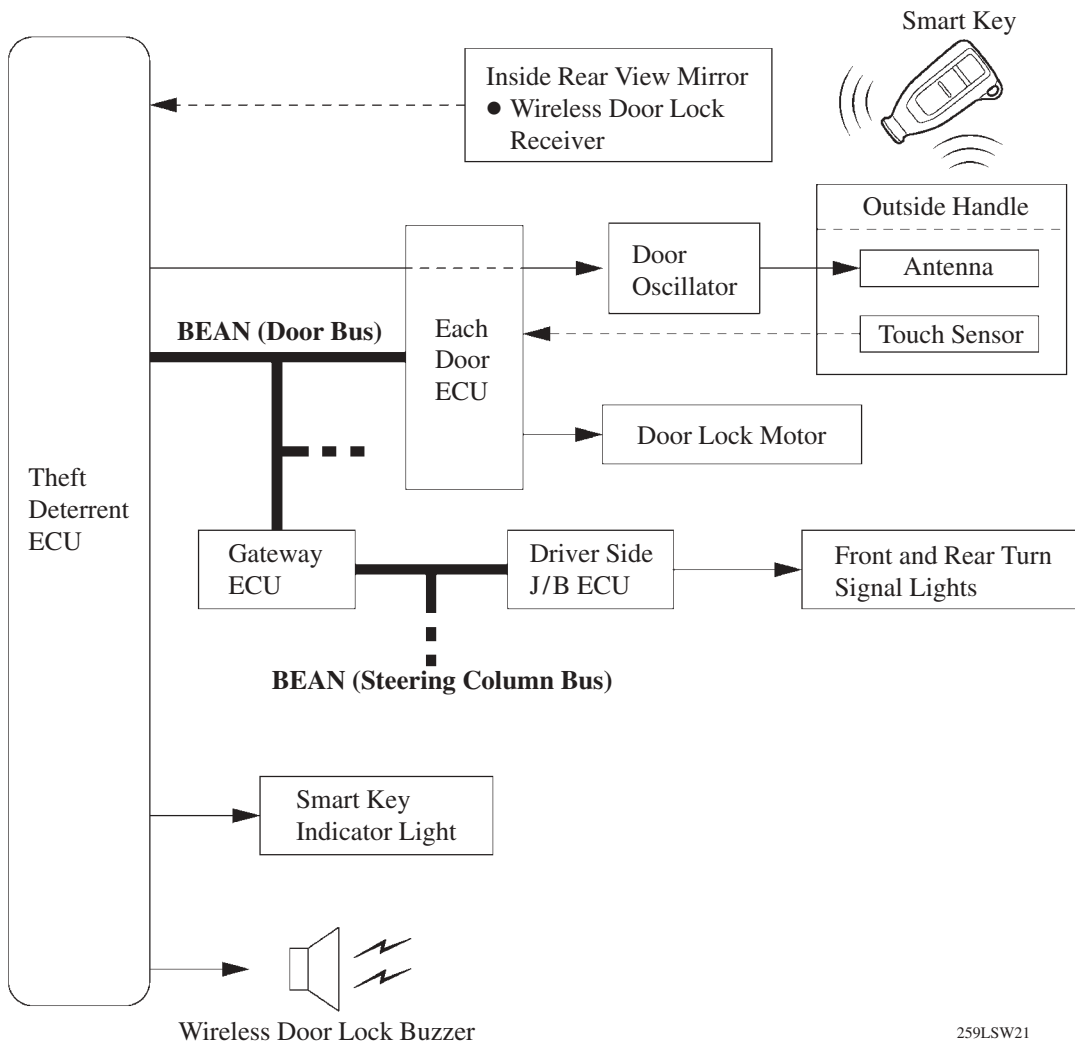 Smart Key
Inside Rear View Mirror
● Wireless Door Lock
Receiver
Outside Handle
Door
Oscillator
Antenna
BEAN (Door Bus)
Each
Door
ECU
Touch Sensor
Door Lock Motor
Theft
Deterrent
ECU
Gateway
ECU
Driver Side
J/B ECU
Front and Rear Turn
Signal Lights
BEAN (Steering Column Bus)
Smart Key
Indicator Light
Wireless Door Lock Buzzer
259LSW21